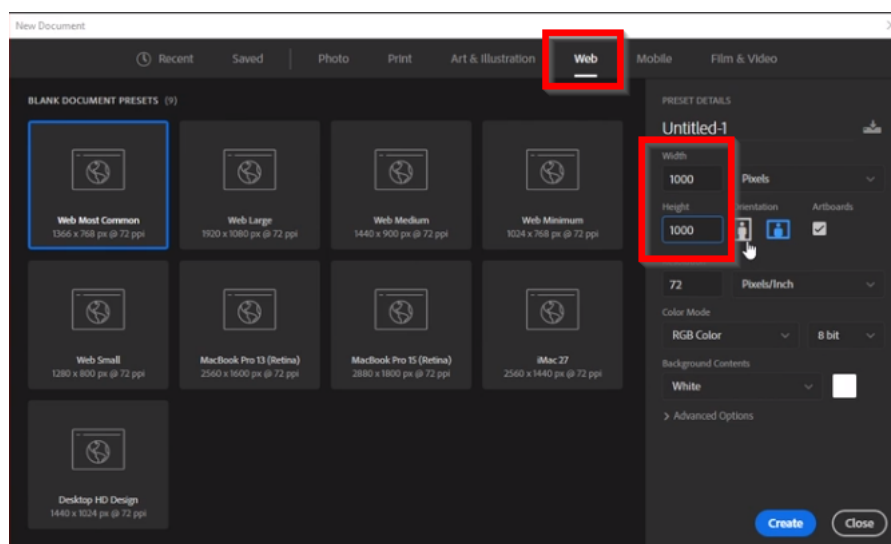 New Document
Recent Saved Photo Print Art & Illustration Web Mobile Film & Video
BLANK DOCUMENT PRESETS (9)
Web Most Common
1366 x 768 px @ 72 ppi
Web Large
1920 x 1080 px @ 72 ppi
Web Medium
1440 x 900 px @ 72 ppi
Web Minimum
1024 x 768 px @ 72 ppi
Web Small
1280 x 800 px @ 72 ppi
MacBook Pro 13 (Retina)
2560 x 1600 px @ 72 ppi
MacBook Pro 15 (Retina)
2880 x 1800 px @ 72 ppi
iMac 27
2560 x 1440 px @ 72 ppi
Desktop HD Design
1440 x 1024 px @ 72 ppi
PRESET DETAILS
Untitled-1
Width
1000 Pixels
Height Orientation Artboards
1000
72 Pixels/Inch
Color Mode
RGB Color 8 bit
Background Contents
White
> Advanced Options
Create Close